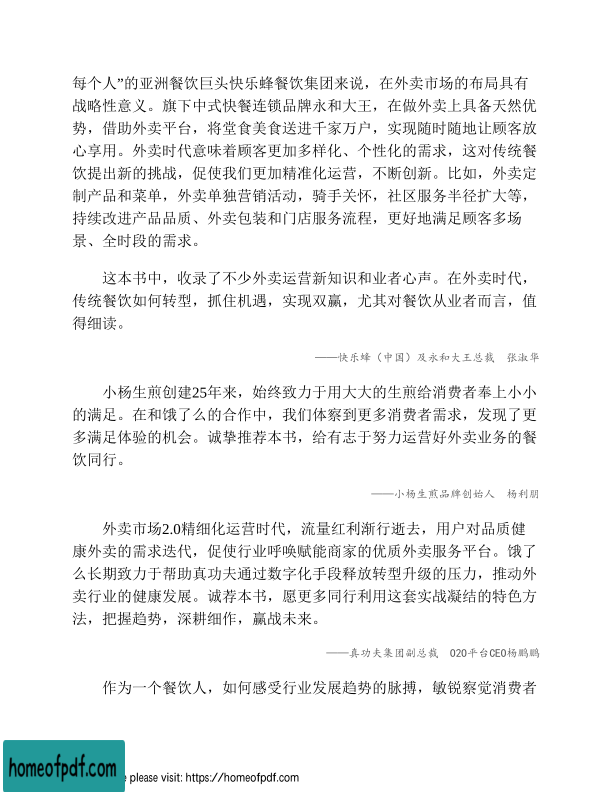 每个人”的亚洲餐饮巨头快乐蜂餐饮集团来说，在外卖市场的布局具有
战略性意义。旗下中式快餐连锁品牌永和大王，在做外卖上具备天然优
势，借助外卖平台，将堂食美食送进千家万户，实现随时随地让顾客放
心享用。外卖时代意味着顾客更加多样化、个性化的需求，这对传统餐
饮提出新的挑战，促使我们更加精准化运营，不断创新。比如，外卖定
制产品和菜单，外卖单独营销活动，骑手关怀，社区服务半径扩大等，
持续改进产品品质、外卖包装和门店服务流程，更好地满足顾客多场
景、全时段的需求。
这本书中，收录了不少外卖运营新知识和业者心声。在外卖时代，
传统餐饮如何转型，抓住机遇，实现双赢，尤其对餐饮从业者而言，值
得细读。
——快乐蜂（中国）及永和大王总裁　张淑华
小杨生煎创建25年来，始终致力于用大大的生煎给消费者奉上小小
的满足。在和饿了么的合作中，我们体察到更多消费者需求，发现了更
多满足体验的机会。诚挚推荐本书，给有志于努力运营好外卖业务的餐
饮同行。
——小杨生煎品牌创始人　杨利朋
外卖市场2.0精细化运营时代，流量红利渐行逝去，用户对品质健
康外卖的需求迭代，促使行业呼唤赋能商家的优质外卖服务平台。饿了
么长期致力于帮助真功夫通过数字化手段释放转型升级的压力，推动外
卖行业的健康发展。诚荐本书，愿更多同行利用这套实战凝结的特色方
法，把握趋势，深耕细作，赢战未来。
——真功夫集团副总裁　O2O平台CEO杨鹏鹏
作为一个餐饮人，如何感受行业发展趋势的脉搏，敏锐察觉消费者
homeofpdf.com
e please visit: https://homeofpdf.com